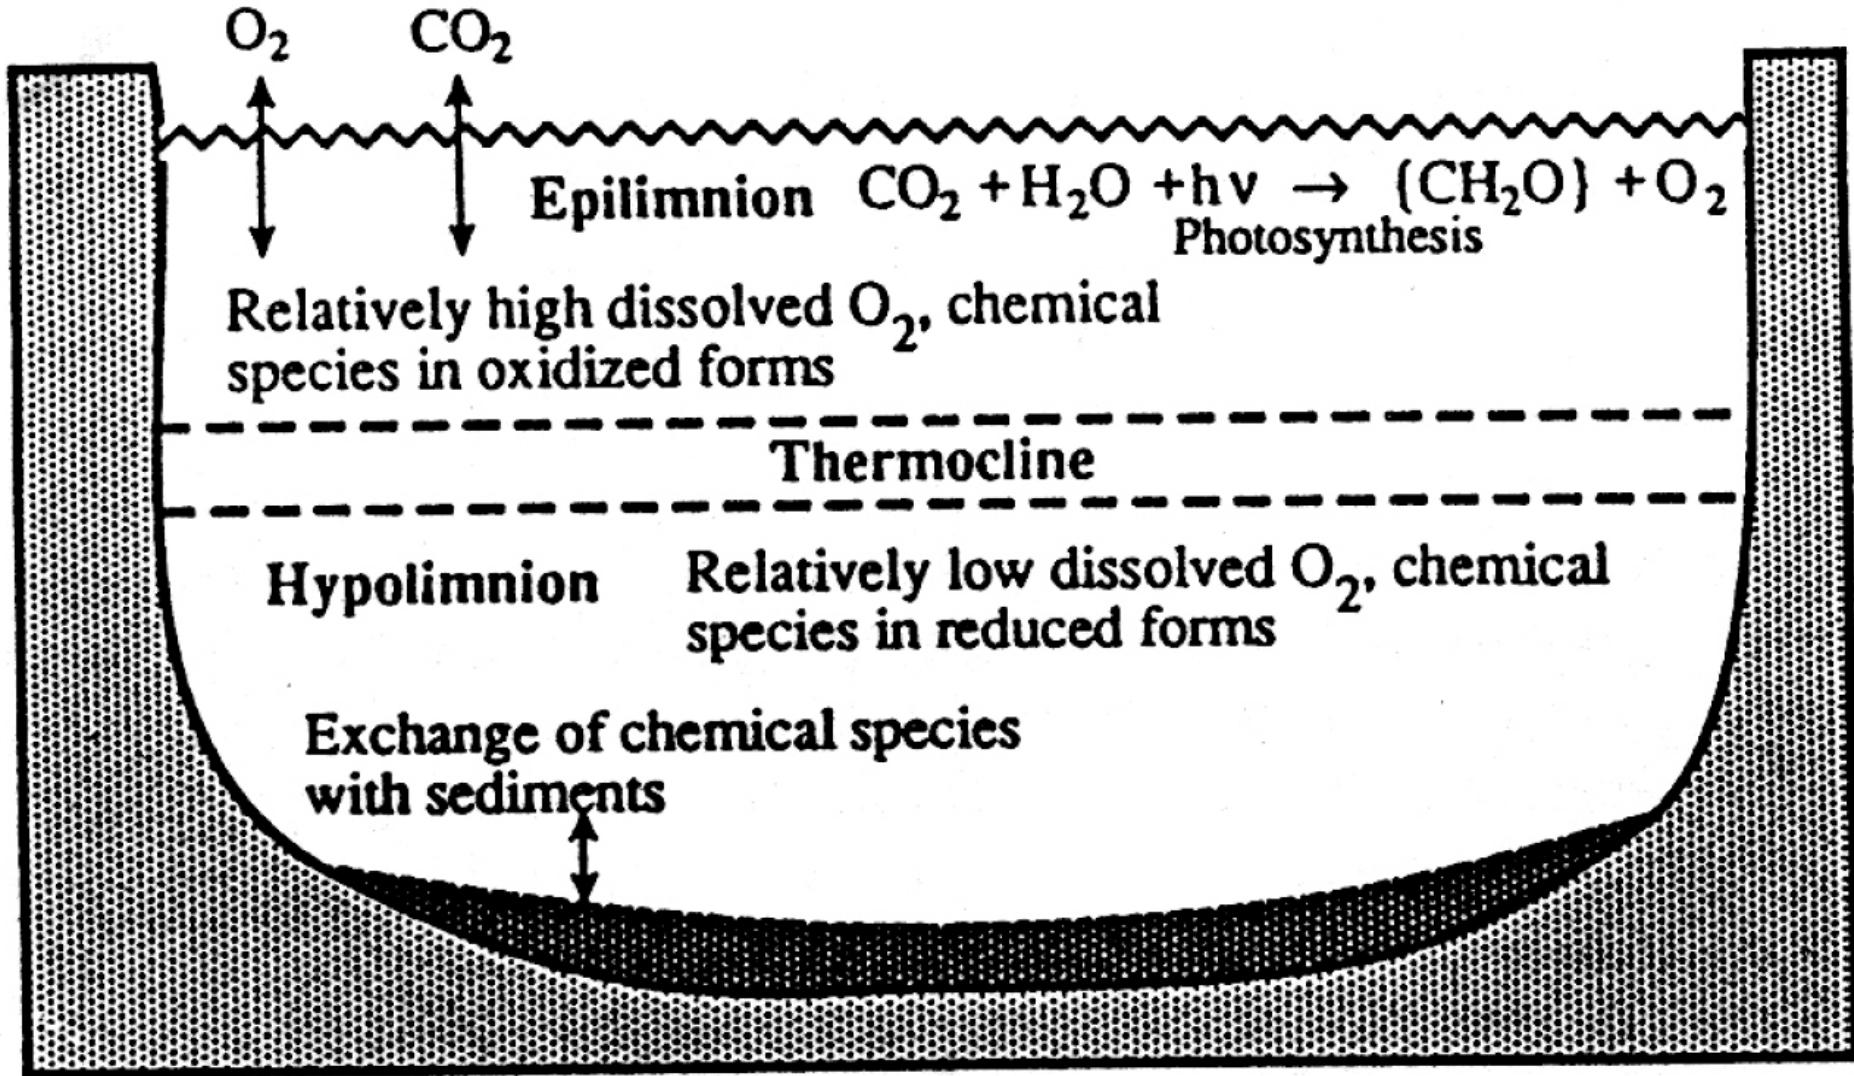 O₂ CO₂
Epilimnion CO₂ + H₂O + hν → {CH₂O} + O₂
Photosynthesis
Relatively high dissolved O₂, chemical
species in oxidized forms
Thermocline
Hypolimnion Relatively low dissolved O₂, chemical
species in reduced forms
Exchange of chemical species
with sediments